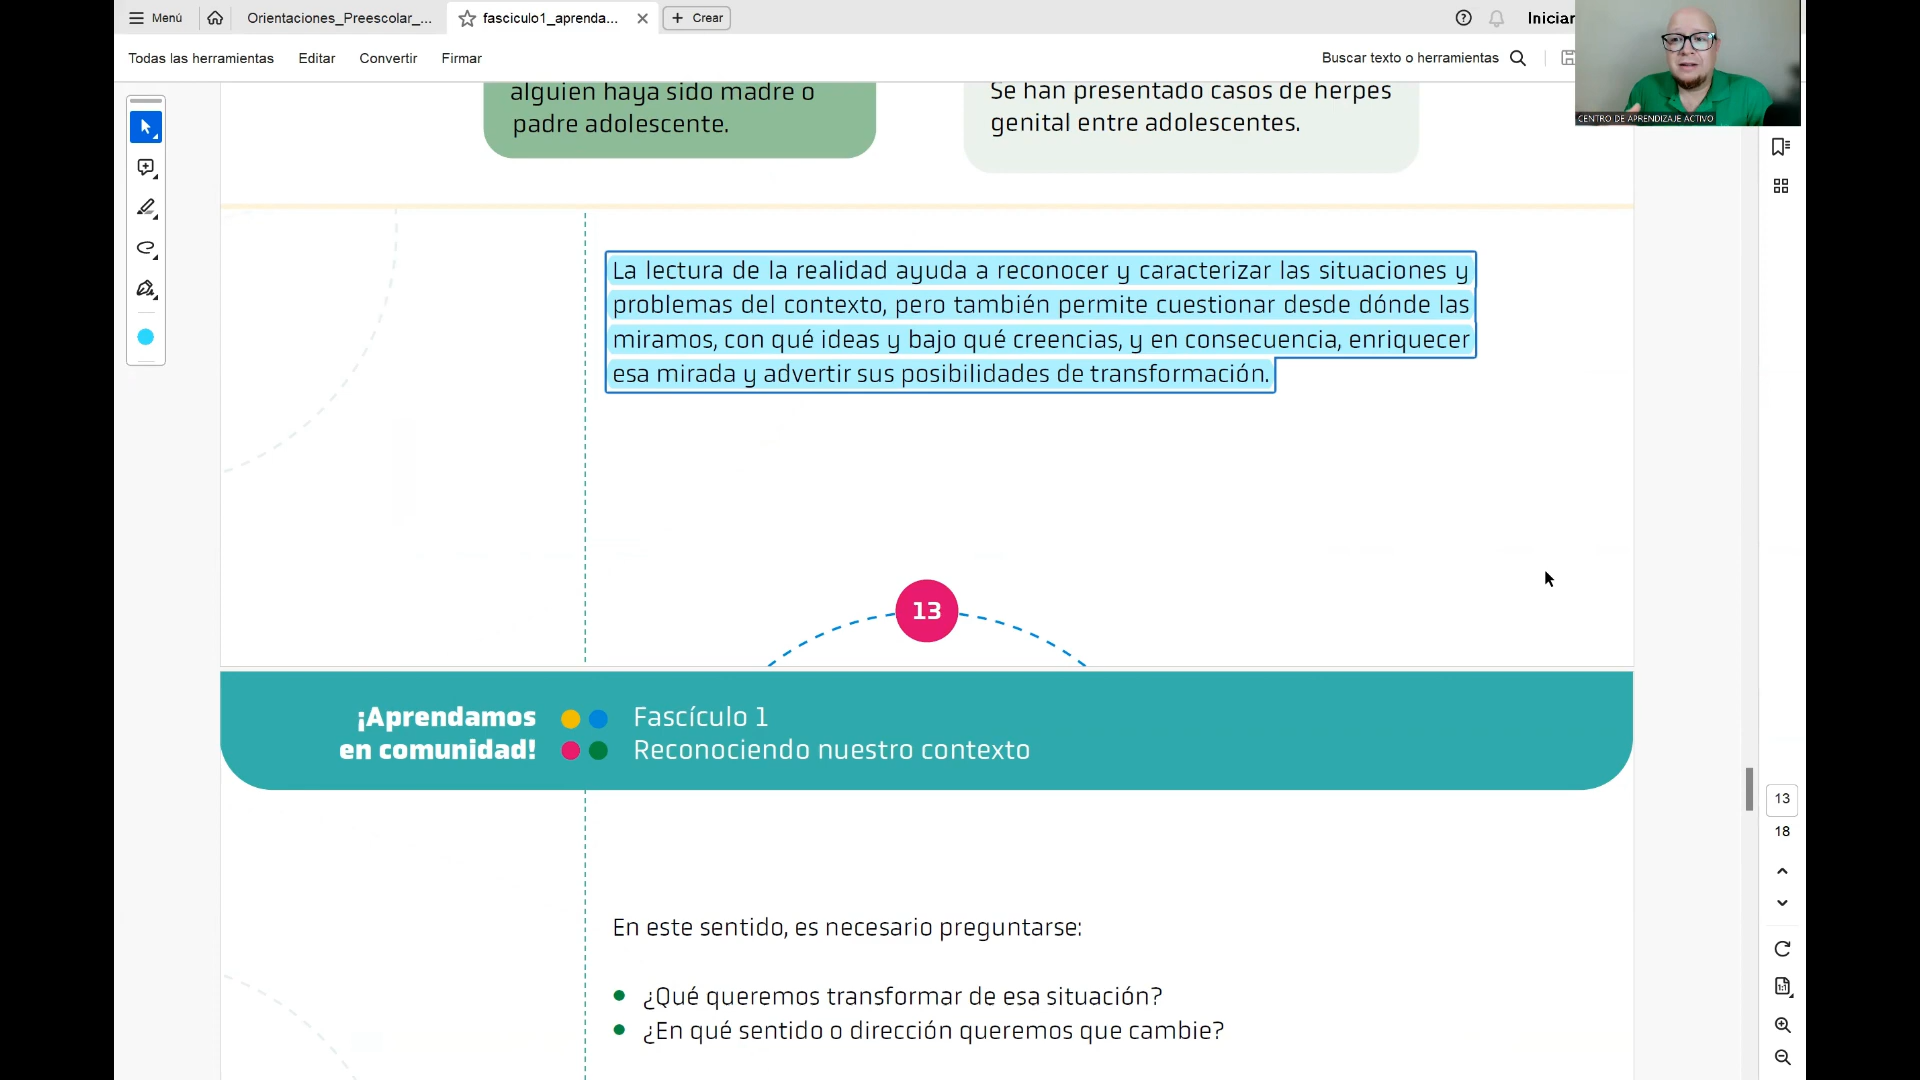 Menú
Orientaciones_Preescolar_...
fasciculo1_aprenda...
Crear
Iniciar
Todas las herramientas
Editar
Convertir
Firmar
Buscar texto o herramientas
CENTRO DE APRENDIZAJE ACTIVO
alguien haya sido madre o
padre adolescente.
Se han presentado casos de herpes
genital entre adolescentes.
La lectura de la realidad ayuda a reconocer y caracterizar las situaciones y
problemas del contexto, pero también permite cuestionar desde dónde las
miramos, con qué ideas y bajo qué creencias, y en consecuencia, enriquecer
esa mirada y advertir sus posibilidades de transformación.
13
¡Aprendamos
en comunidad!
Fascículo 1
Reconociendo nuestro contexto
13
18
En este sentido, es necesario preguntarse:
¿Qué queremos transformar de esa situación?
¿En qué sentido o dirección queremos que cambie?